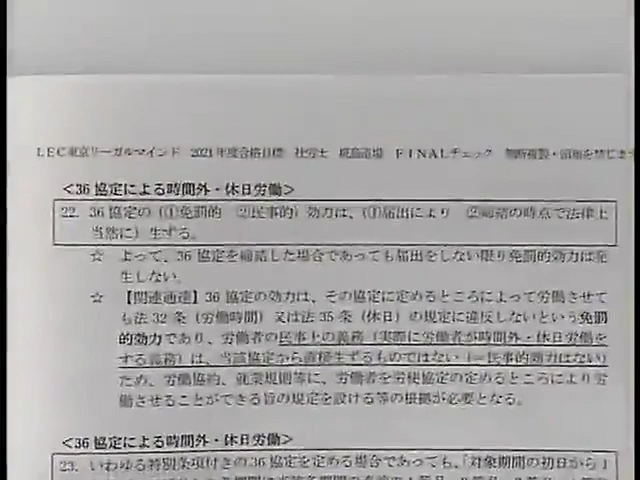 LEC東京リーガルマインド 2021年度合格目標 社労士 FINALチェック 無断複製・頒布を禁じます
＜36 協定による時間外・休日労働＞
22. 36 協定の（①免罰的 ②民事的）効力は、（①届出により ②締結の時点で法律上
当然に）生ずる。
☆ よって、36 協定を締結した場合であっても届出をしない限り免罰的効力は発
生しない。
☆ 【関連通達】36 協定の効力は、その協定に定めるところによって労働させて
も法 32 条（労働時間）又は法 35 条（休日）の規定に違反しないという免罰
的効力であり、労働者の民事上の義務（実際に労働者が時間外・休日労働を
する義務）は、当該協定から直接生ずるものではない（＝民事的効力はない）
ため、労働協約、就業規則等に、労働者を労使協定の定めるところにより労
働させることができる旨の規定を設ける等の根拠が必要となる。
＜36 協定による時間外・休日労働＞
23. いわゆる特別条項付きの 36 協定を定める場合であっても、「対象期間の初日から